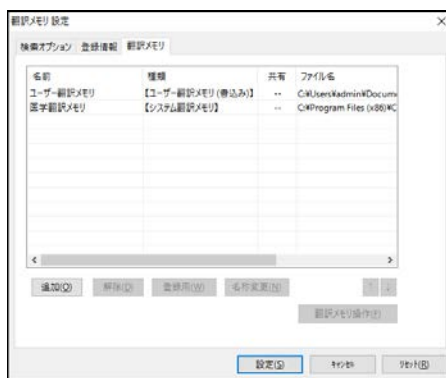 翻訳メモリ 設定
検索オプション 登録情報 翻訳メモリ
名前 種類 共有 ファイル名
ユーザー翻訳メモリ 【ユーザー翻訳メモリ(書込み)】 -- C:¥Users¥admin¥Docume
医学翻訳メモリ 【システム翻訳メモリ】 -- C:¥Program Files (x86)¥C
追加(O) 解除(D) 登録用(W) 名称変更(N) ↑ ↓
翻訳メモリ操作(F)
設定(S) キャンセル リセット(R)